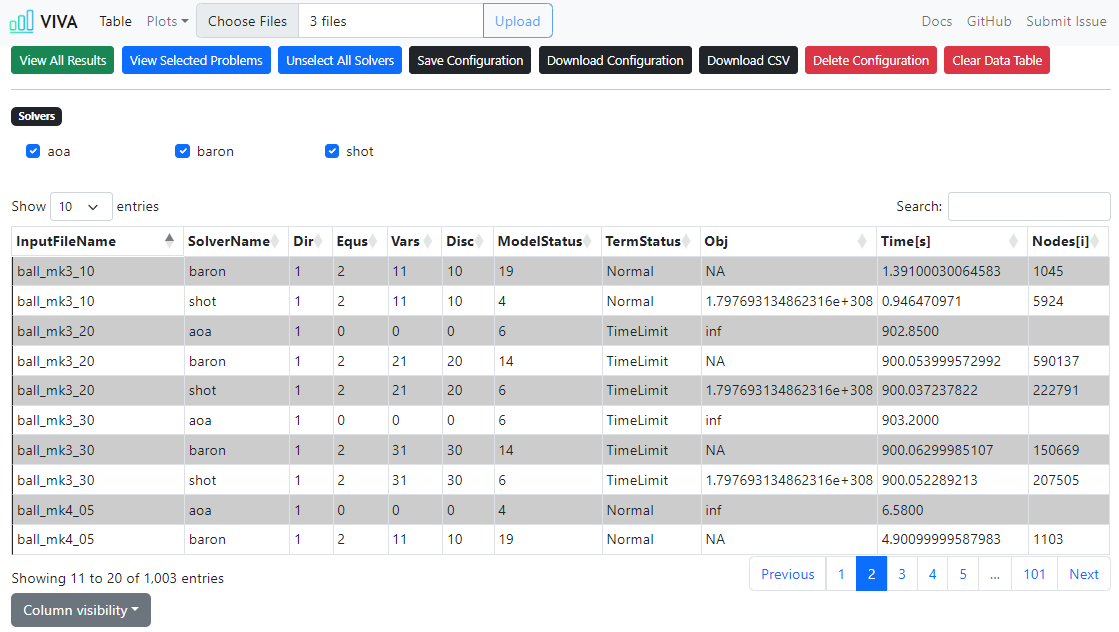 VIVA Table Plots Choose Files 3 files Upload Docs GitHub Submit Issue
View All Results View Selected Problems Unselect All Solvers Save Configuration Download Configuration Download CSV Delete Configuration Clear Data Table
Solvers
aoa baron shot
Show 10 entries Search:
InputFileName SolverName Dir Equs Vars Disc ModelStatus TermStatus Obj Time[s] Nodes[i]
ball_mk3_10 baron 1 2 11 10 19 Normal NA 1.39100030064583 1045
ball_mk3_10 shot 1 2 11 10 4 Normal 1.797693134862316e+308 0.946470971 5924
ball_mk3_20 aoa 1 0 0 0 6 TimeLimit inf 902.8500
ball_mk3_20 baron 1 2 21 20 14 TimeLimit NA 900.053999572992 590137
ball_mk3_20 shot 1 2 21 20 6 TimeLimit 1.797693134862316e+308 900.037237822 222791
ball_mk3_30 aoa 1 0 0 0 6 TimeLimit inf 903.2000
ball_mk3_30 baron 1 2 31 30 14 TimeLimit NA 900.06299985107 150669
ball_mk3_30 shot 1 2 31 30 6 TimeLimit 1.797693134862316e+308 900.052289213 207505
ball_mk4_05 aoa 1 0 0 0 4 Normal inf 6.5800
ball_mk4_05 baron 1 2 11 10 19 Normal NA 4.90099999587983 1103
Showing 11 to 20 of 1,003 entries Previous 1 2 3 4 5 ... 101 Next
Column visibility